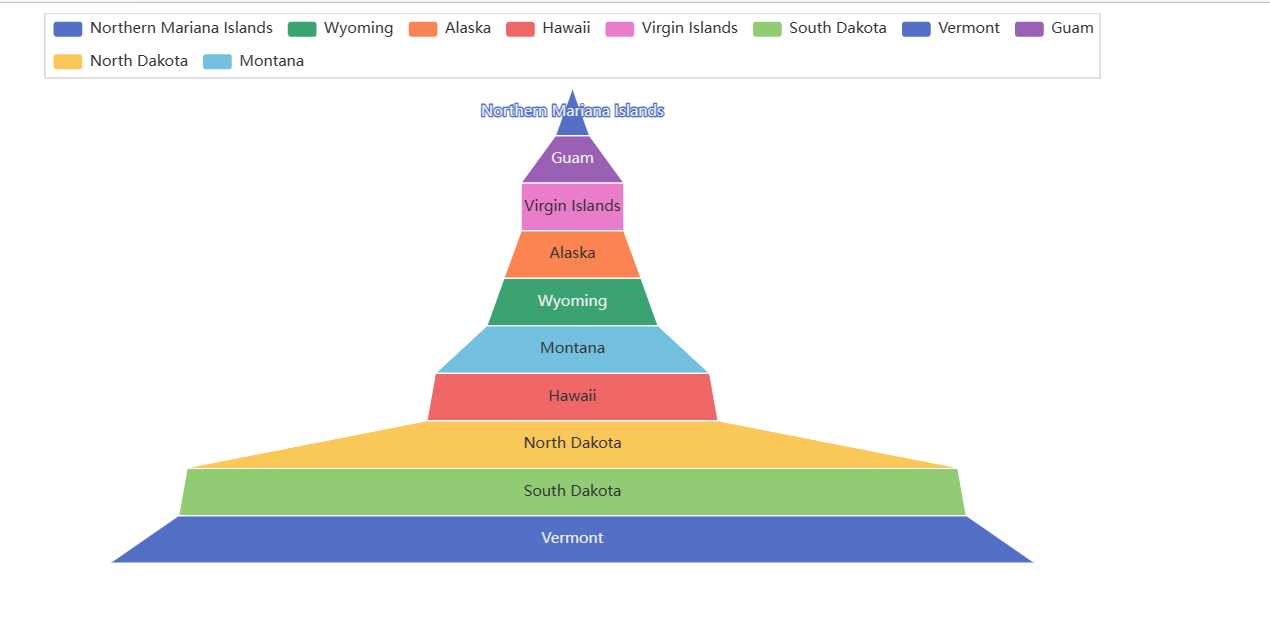 Northern Mariana Islands Wyoming Alaska Hawaii Virgin Islands South Dakota Vermont Guam
North Dakota Montana
Northern Mariana Islands
Guam
Virgin Islands
Alaska
Wyoming
Montana
Hawaii
North Dakota
South Dakota
Vermont